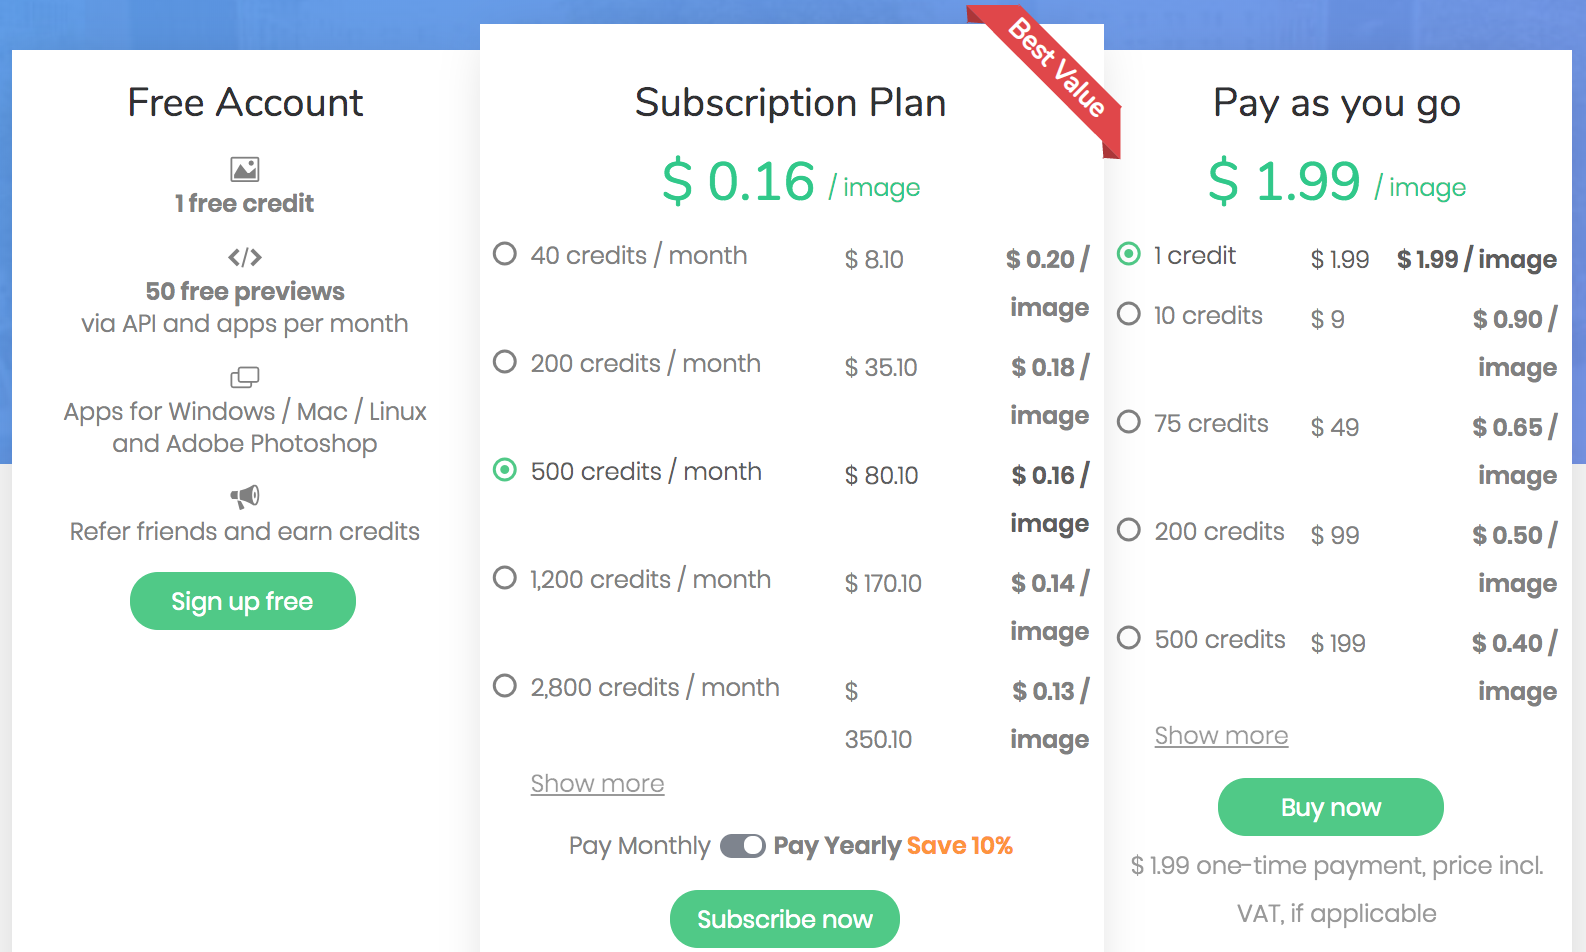 Free Account
1 free credit
50 free previews
via API and apps per month
Apps for Windows / Mac / Linux
and Adobe Photoshop
Refer friends and earn credits
Sign up free
Best Value
Subscription Plan
$ 0.16 / image
40 credits / month $ 8.10 $ 0.20 /
image
200 credits / month $ 35.10 $ 0.18 /
image
500 credits / month $ 80.10 $ 0.16 /
image
1,200 credits / month $ 170.10 $ 0.14 /
image
2,800 credits / month $ $ 0.13 /
350.10 image
Show more
Pay Monthly Pay Yearly Save 10%
Subscribe now
Pay as you go
$ 1.99 / image
1 credit $ 1.99 $ 1.99 / image
10 credits $ 9 $ 0.90 /
image
75 credits $ 49 $ 0.65 /
image
200 credits $ 99 $ 0.50 /
image
500 credits $ 199 $ 0.40 /
image
Show more
Buy now
$ 1.99 one-time payment, price incl.
VAT, if applicable